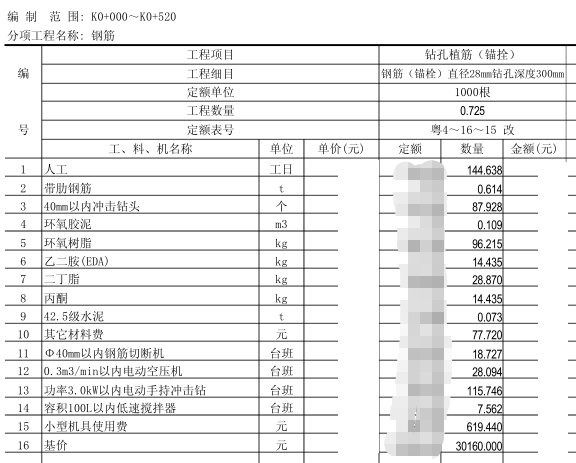 编 制 范 围: K0+000～K0+520
分项工程名称: 钢筋
编号 工程项目 钻孔植筋（锚拴）
工程细目 钢筋（锚拴）直径28mm钻孔深度300mm
定额单位 1000根
工程数量 0.725
定额表号 粤4～16～15 改
工、料、机名称 单位 单价(元) 定额 数量 金额(元)
1 人工 工日 144.638
2 带肋钢筋 t 0.614
3 40mm以内冲击钻头 个 87.928
4 环氧胶泥 m3 0.109
5 环氧树脂 kg 96.215
6 乙二胺(EDA) kg 14.435
7 二丁脂 kg 28.870
8 丙酮 kg 14.435
9 42.5级水泥 t 0.073
10 其它材料费 元 77.720
11 Φ40mm以内钢筋切断机 台班 18.727
12 0.3m3/min以内电动空压机 台班 28.094
13 功率3.0kW以内电动手持冲击钻 台班 115.746
14 容积100L以内低速搅拌器 台班 7.562
15 小型机具使用费 元 619.440
16 基价 元 30160.000